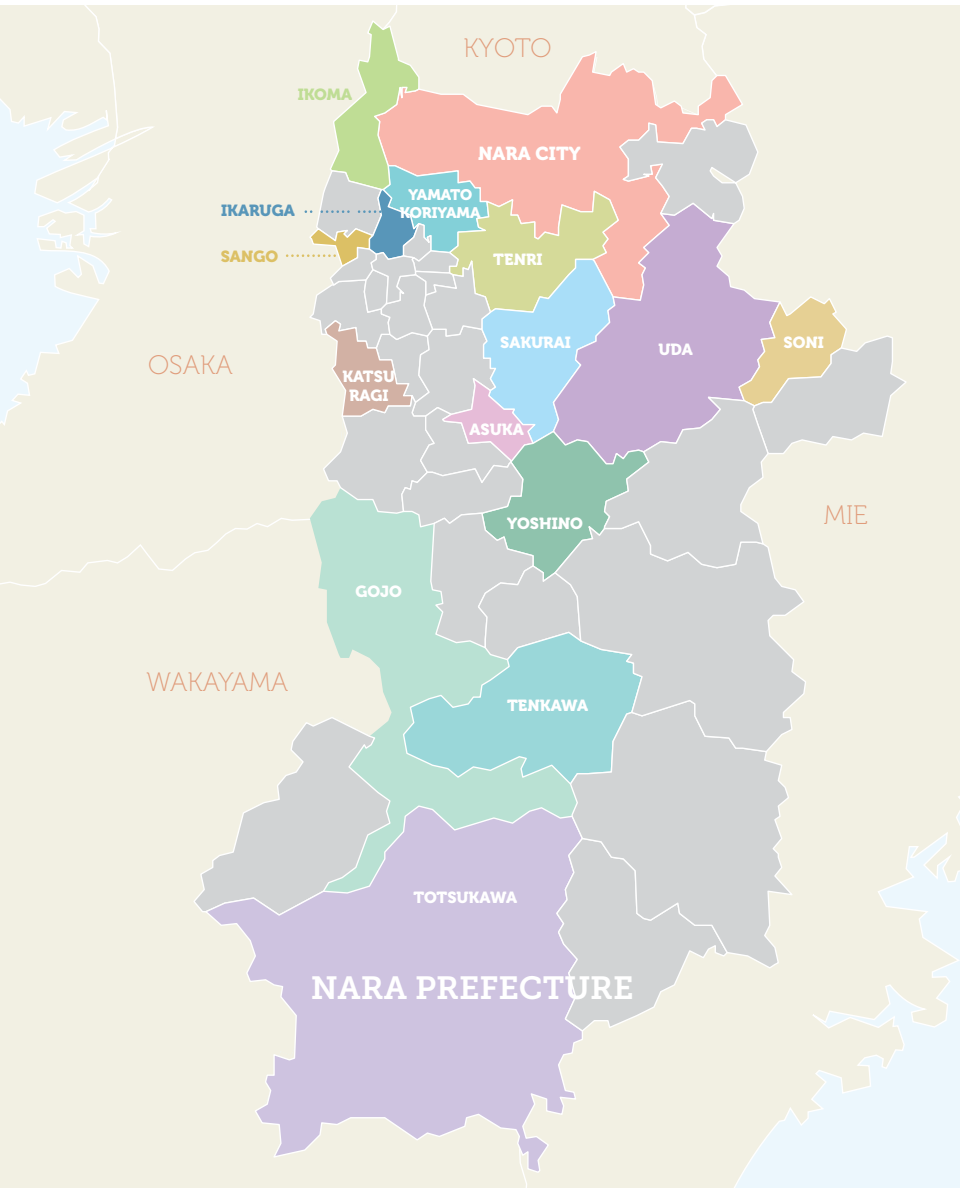 KYOTO
IKOMA
NARA CITY
YAMATO
KORIYAMA
IKARUGA
SANGO
TENRI
SAKURAI
UDA
SONI
OSAKA
KATSU
RAGI
ASUKA
MIE
YOSHINO
GOJO
WAKAYAMA
TENKAWA
TOTSUKAWA
NARA PREFECTURE